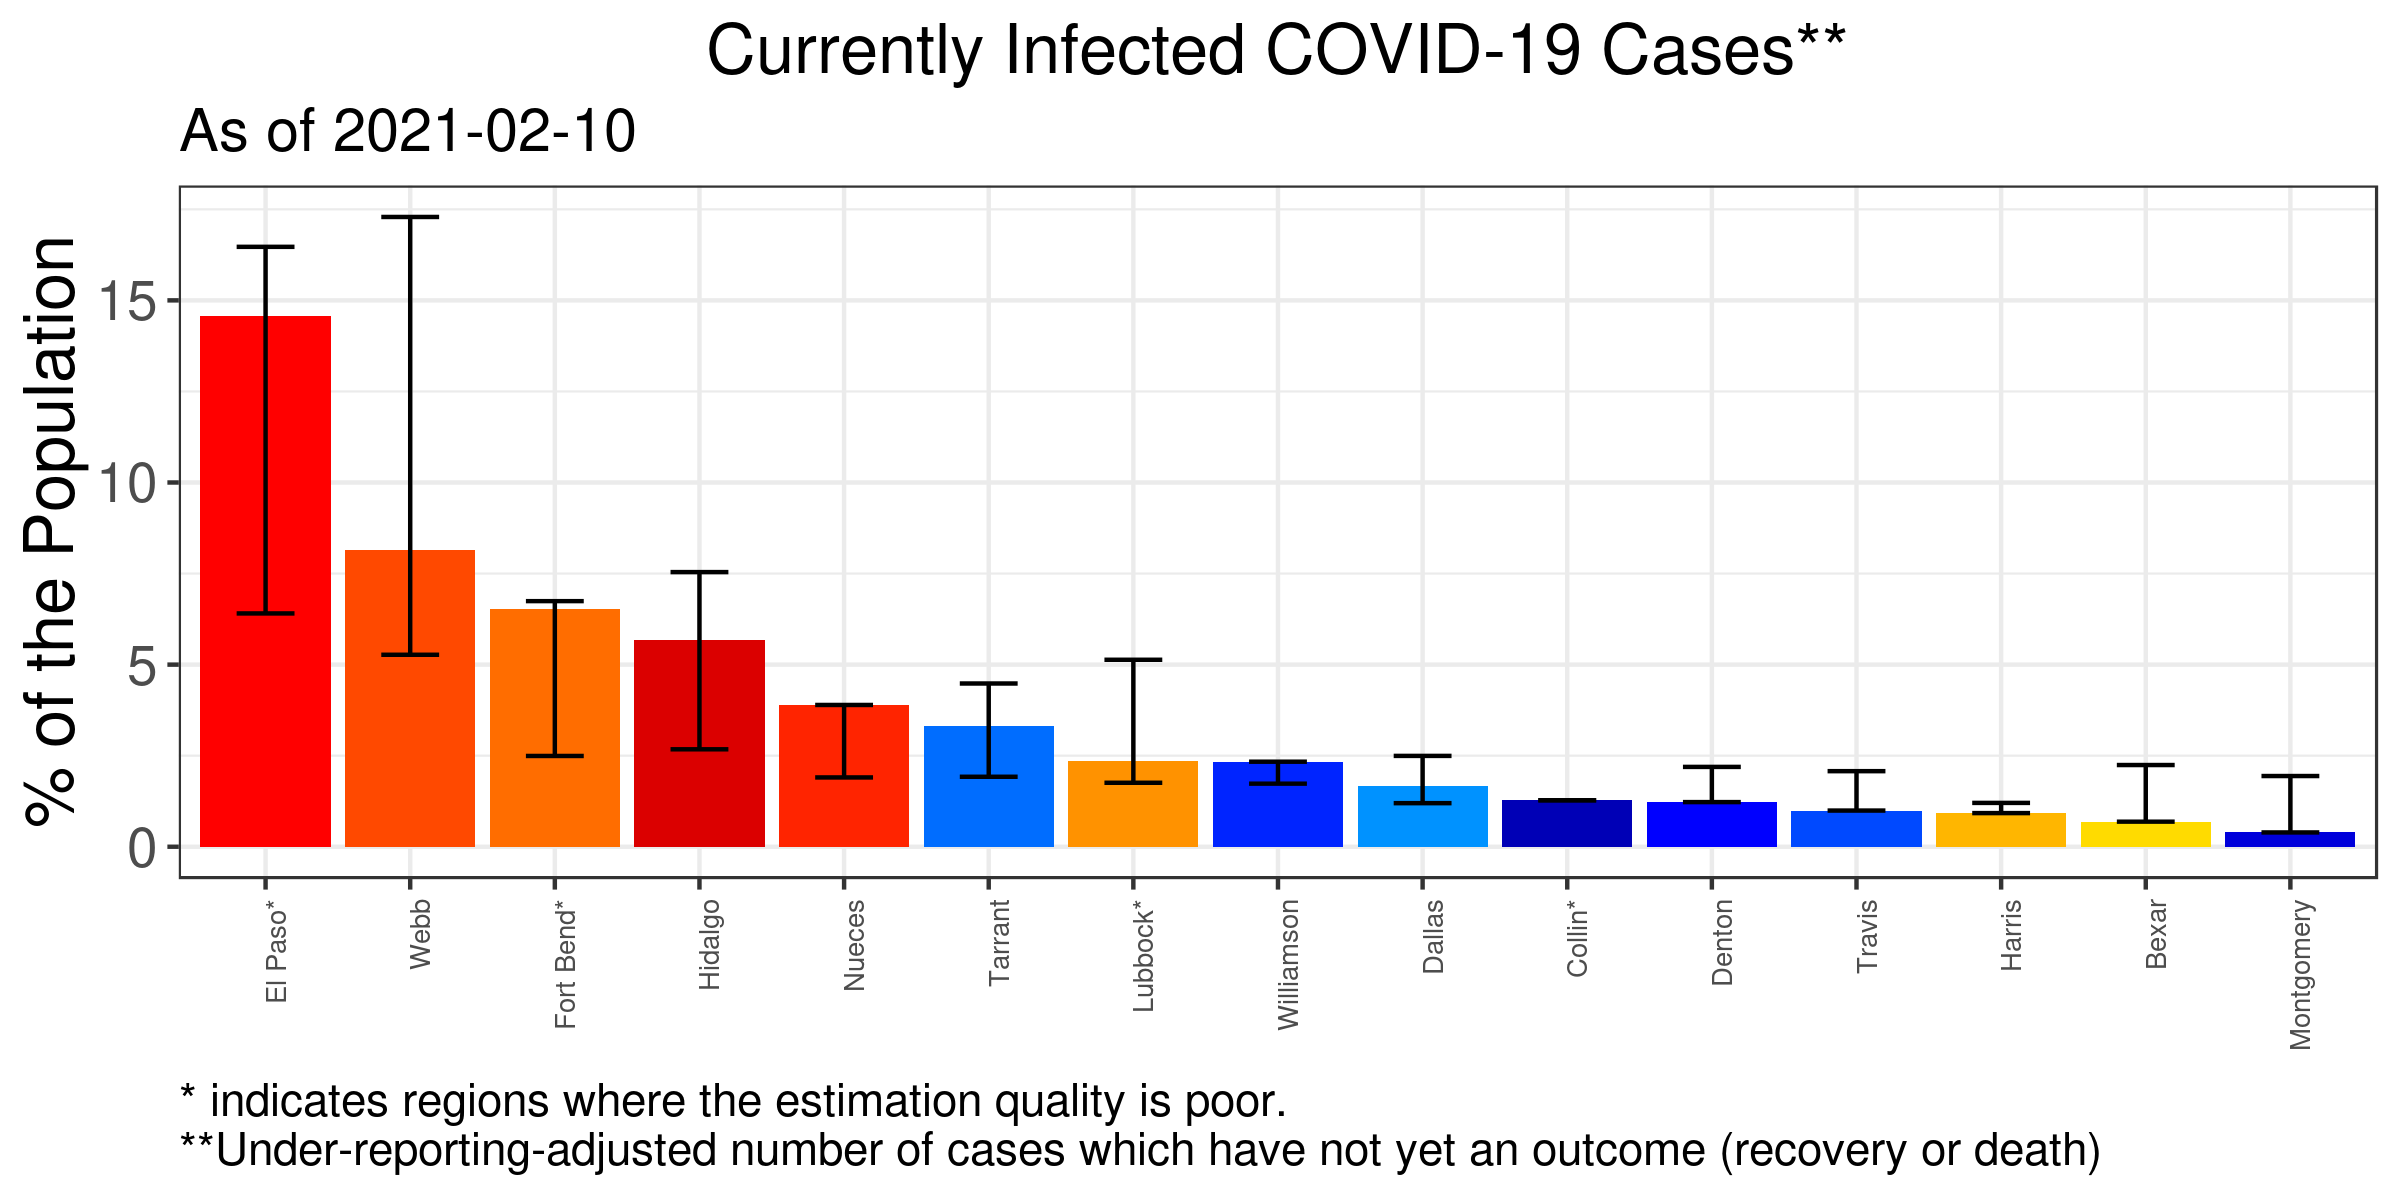 Currently Infected COVID-19 Cases**
As of 2021-02-10
% of the Population
15
10
5
0
El Paso*
Webb
Fort Bend*
Hidalgo
Nueces
Tarrant
Lubbock*
Williamson
Dallas
Collin*
Denton
Travis
Harris
Bexar
Montgomery
* indicates regions where the estimation quality is poor.
**Under-reporting-adjusted number of cases which have not yet an outcome (recovery or death)